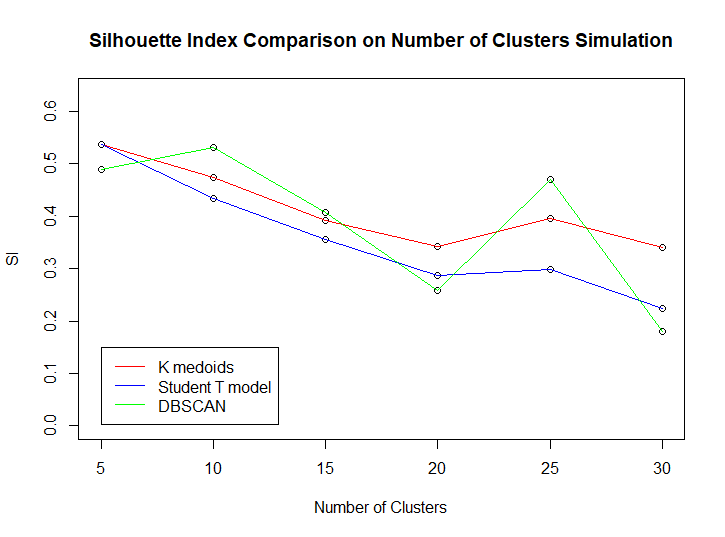 Silhouette Index Comparison on Number of Clusters Simulation
SI
0.6
0.5
0.4
0.3
0.2
0.1
0.0
K medoids
Student T model
DBSCAN
5 10 15 20 25 30
Number of Clusters